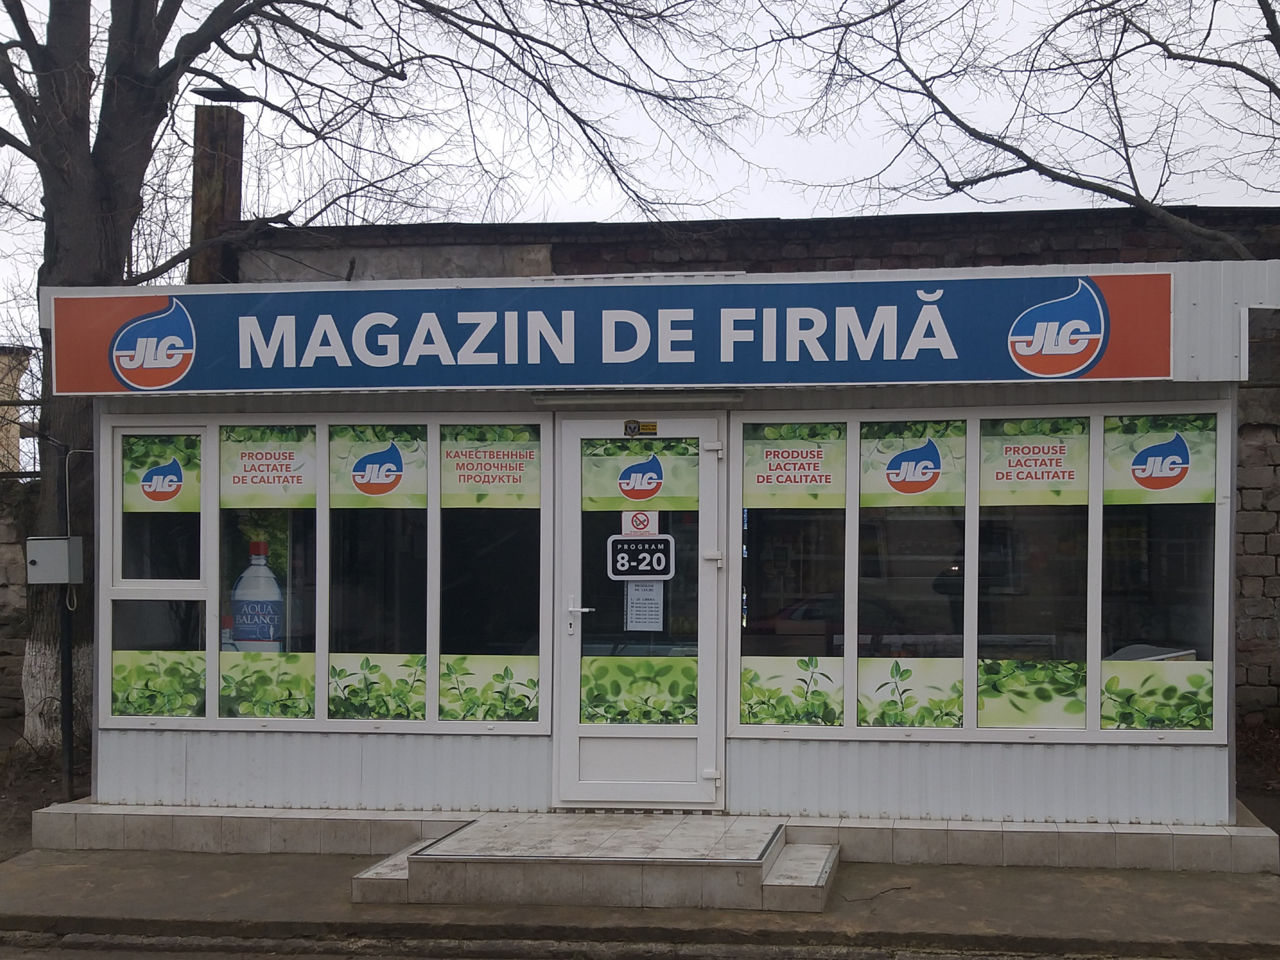 JLC MAGAZIN DE FIRMĂ JLC
JLC
PRODUSE
LACTATE
DE CALITATE
JLC
КАЧЕСТВЕННЫЕ
МОЛОЧНЫЕ
ПРОДУКТЫ
JLC
PRODUSE
LACTATE
DE CALITATE
JLC
PRODUSE
LACTATE
DE CALITATE
JLC
PROGRAM
8-20
AQUA
BALANCE